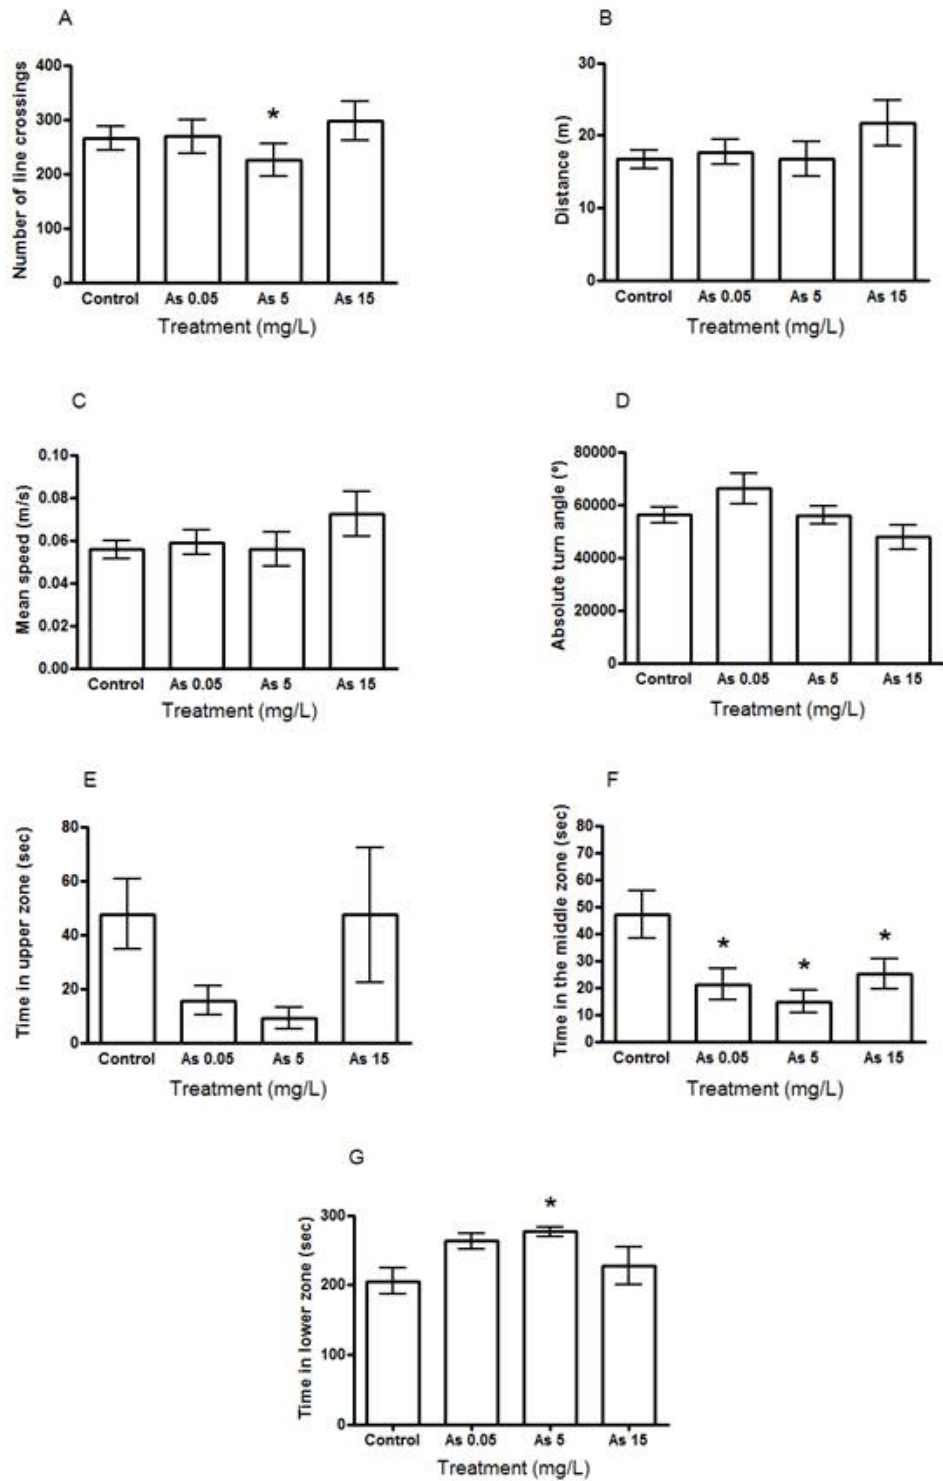 A
Number of line crossings
400
300
200
100
0
*
Control As 0.05 As 5 As 15
Treatment (mg/L)
B
Distance (m)
30
20
10
0
Control As 0.05 As 5 As 15
Treatment (mg/L)
C
Mean speed (m/s)
0.10
0.08
0.06
0.04
0.02
0.00
Control As 0.05 As 5 As 15
Treatment (mg/L)
D
Absolute turn angle (°)
80000
60000
40000
20000
0
Control As 0.05 As 5 As 15
Treatment (mg/L)
E
Time in upper zone (sec)
80
60
40
20
0
Control As 0.05 As 5 As 15
Treatment (mg/L)
F
Time in the middle zone (sec)
80
70
60
50
40
30
20
10
0
* * *
Control As 0.05 As 5 As 15
Treatment (mg/L)
G
Time in lower zone (sec)
300
200
100
0
*
Control As 0.05 As 5 As 15
Treatment (mg/L)